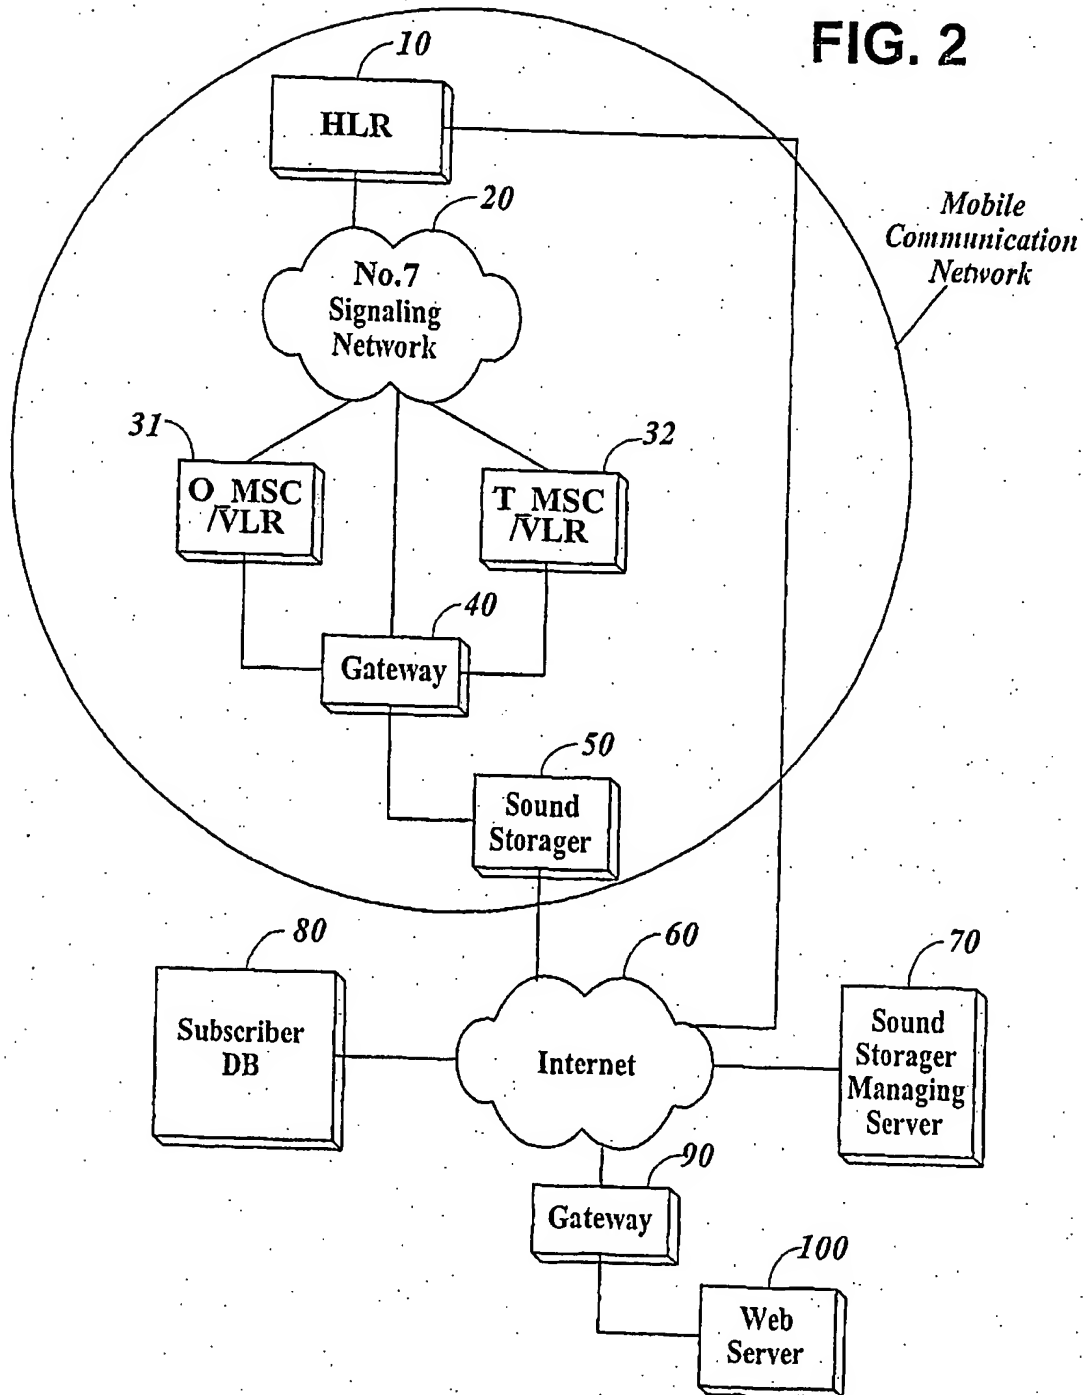 FIG. 2
10
HLR
20
Mobile
Communication
Network
No.7
Signaling
Network
31
32
O_MSC
/VLR
T_MSC
/VLR
40
Gateway
50
Sound
Storager
80
60
70
Subscriber
DB
Internet
Sound
Storager
Managing
Server
90
Gateway
100
Web
Server